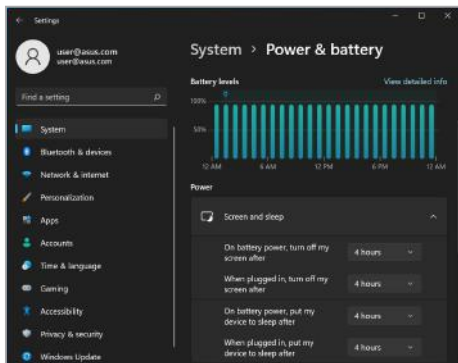 Settings
user@asus.com
user@asus.com
Find a setting
System
Bluetooth & devices
Network & internet
Personalization
Apps
Accounts
Time & language
Gaming
Accessibility
Privacy & security
Windows Update
System > Power & battery
Battery levels
View detailed info
100%
50%
12 AM
6 AM
12 PM
6 PM
12 AM
Power
Screen and sleep
On battery power, turn off my
screen after
4 hours
When plugged in, turn off my
screen after
4 hours
On battery power, put my
device to sleep after
4 hours
When plugged in, put my
device to sleep after
4 hours